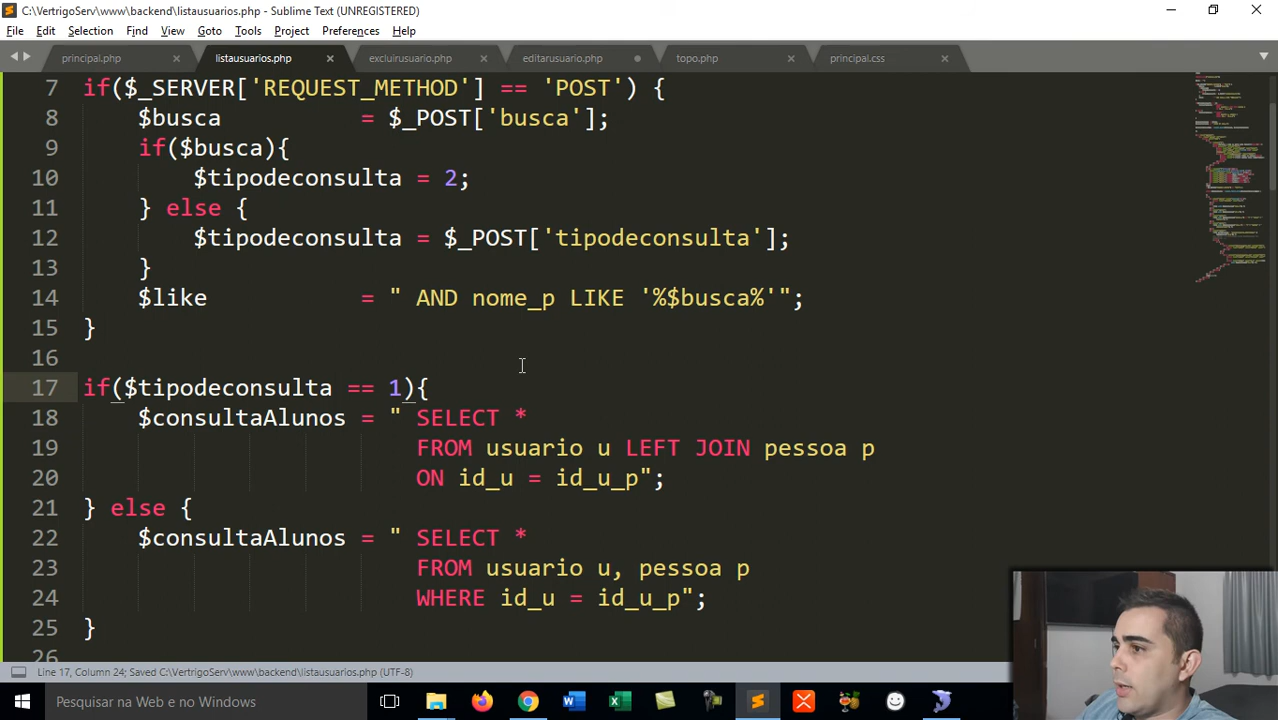 C:\VertrigoServ\www\backend\listausuarios.php - Sublime Text (UNREGISTERED)
File Edit Selection Find View Goto Tools Project Preferences Help
principal.php listausuarios.php excluirusuario.php editarusuario.php topo.php principal.css
7 if($_SERVER['REQUEST_METHOD'] == 'POST') {
8 $busca = $_POST['busca'];
9 if($busca){
10 $tipodeconsulta = 2;
11 } else {
12 $tipodeconsulta = $_POST['tipodeconsulta'];
13 }
14 $like = " AND nome_p LIKE '%$busca%'";
15 }
16
17 if($tipodeconsulta == 1){
18 $consultaAlunos = " SELECT *
19 FROM usuario u LEFT JOIN pessoa p
20 ON id_u = id_u_p";
21 } else {
22 $consultaAlunos = " SELECT *
23 FROM usuario u, pessoa p
24 WHERE id_u = id_u_p";
25 }
26
Line 17, Column 24; Saved C:\VertrigoServ\www\backend\listausuarios.php (UTF-8)
Pesquisar na Web e no Windows